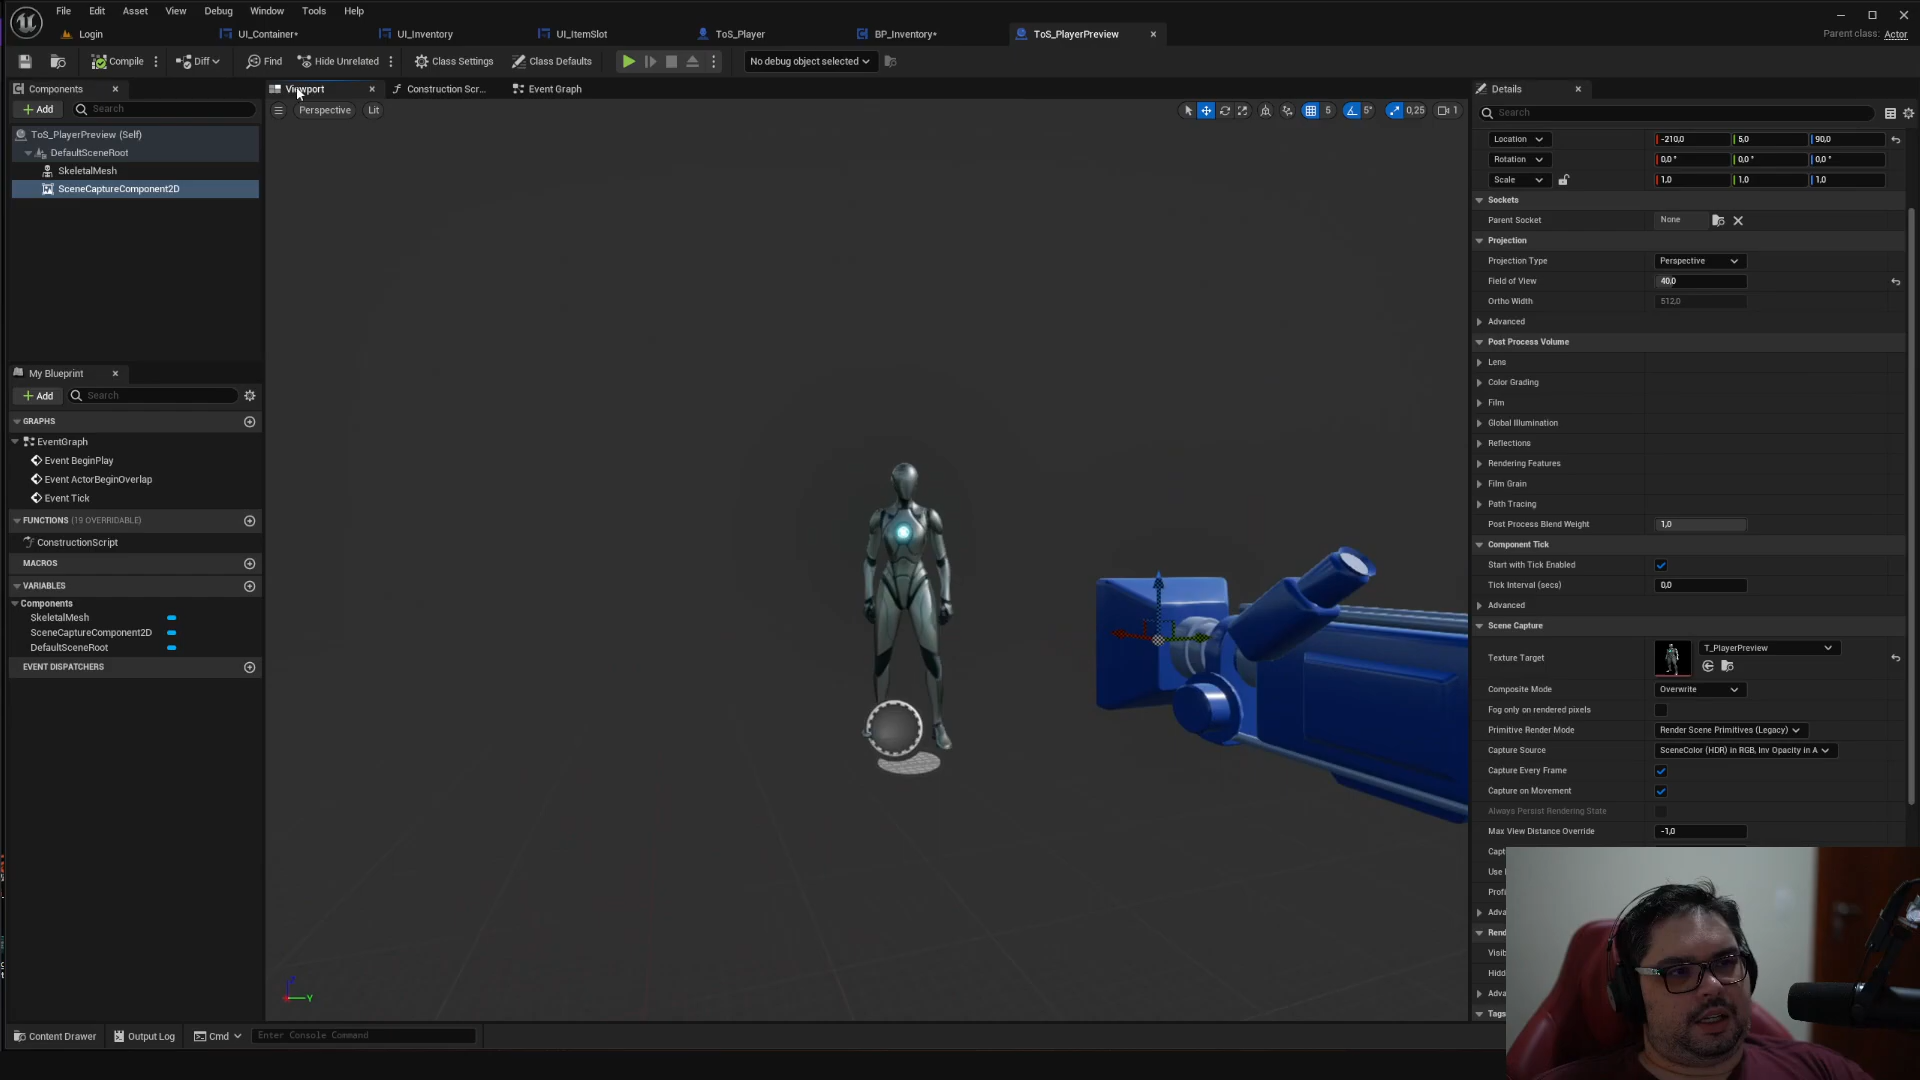 File Edit Asset View Debug Window Tools Help
Login UI_Container* UI_Inventory UI_ItemSlot ToS_Player BP_Inventory* ToS_PlayerPreview
Parent class: Actor
Compile Diff Find Hide Unrelated Class Settings Class Defaults No debug object selected
Components
Add Search
ToS_PlayerPreview (Self)
DefaultSceneRoot
SkeletalMesh
SceneCaptureComponent2D
My Blueprint
Add Search
GRAPHS
EventGraph
Event BeginPlay
Event ActorBeginOverlap
Event Tick
FUNCTIONS (19 OVERRIDABLE)
ConstructionScript
MACROS
VARIABLES
Components
SkeletalMesh
SceneCaptureComponent2D
DefaultSceneRoot
EVENT DISPATCHERS
Viewport Construction Scr... Event Graph
Perspective Lit
5 5° 0,25 1
Y
Details
Search
Location -210,0 5,0 90,0
Rotation 0,0 ° 0,0 ° 0,0 °
Scale 1,0 1,0 1,0
Sockets
Parent Socket None
Projection
Projection Type Perspective
Field of View 40,0
Ortho Width 512,0
Advanced
Post Process Volume
Lens
Color Grading
Film
Global Illumination
Reflections
Rendering Features
Film Grain
Path Tracing
Post Process Blend Weight 1,0
Component Tick
Start with Tick Enabled
Tick Interval (secs) 0,0
Advanced
Scene Capture
Texture Target T_PlayerPreview
Composite Mode Overwrite
Fog only on rendered pixels
Primitive Render Mode Render Scene Primitives (Legacy)
Capture Source SceneColor (HDR) in RGB, Inv Opacity in A
Capture Every Frame
Capture on Movement
Always Persist Rendering State
Max View Distance Override -1,0
Capt
Use
Profi
Adva
Rend
Visib
Hidd
Adva
Tags
Content Drawer Output Log Cmd Enter Console Command